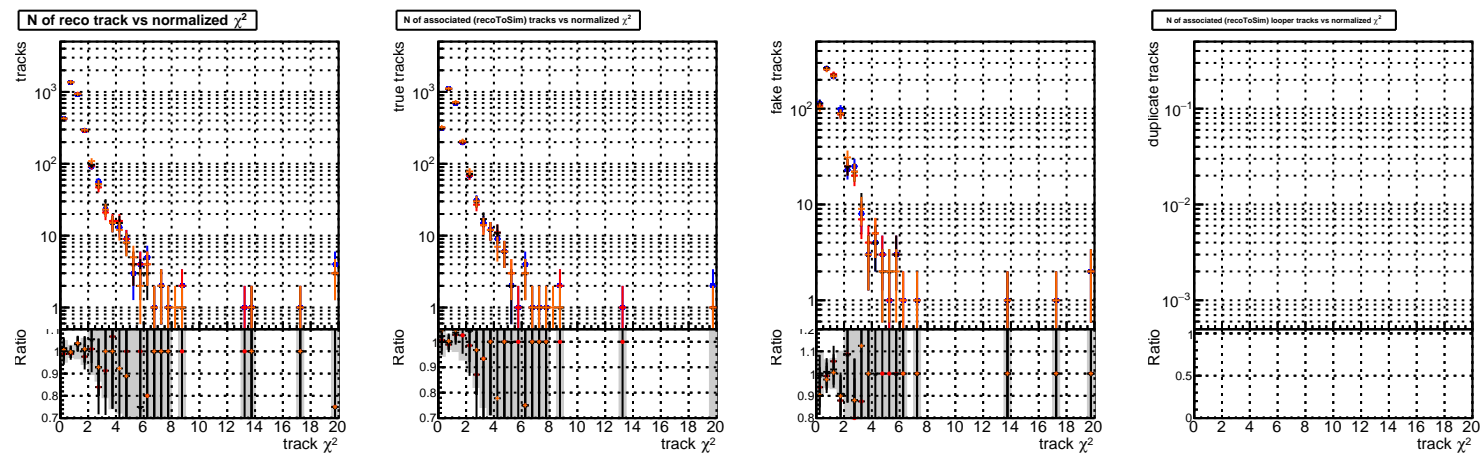 N of reco track vs normalized χ²
tracks
10³
10²
10
1
Ratio
1.1
1
0.9
0.8
0.7
0 2 4 6 8 10 12 14 16 18 20
track χ²
N of associated (recoToSim) tracks vs normalized χ²
true tracks
10³
10²
10
1
Ratio
1
0.9
0.8
0.7
0 2 4 6 8 10 12 14 16 18 20
track χ²
fake tracks
10²
10
1
Ratio
1.1
1
0.9
0.8
0 2 4 6 8 10 12 14 16 18 20
track χ²
N of associated (recoToSim) looper tracks vs normalized χ²
duplicate tracks
10⁻¹
10⁻²
10⁻³
Ratio
1
0.5
0
0 2 4 6 8 10 12 14 16 18 20
track χ²